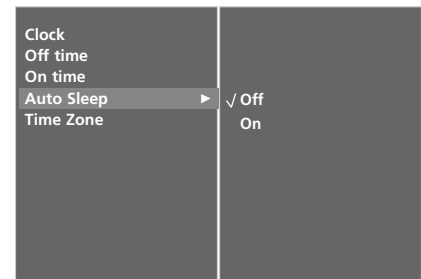 Clock
Off time
On time
Auto Sleep ► √ Off
On
Time Zone